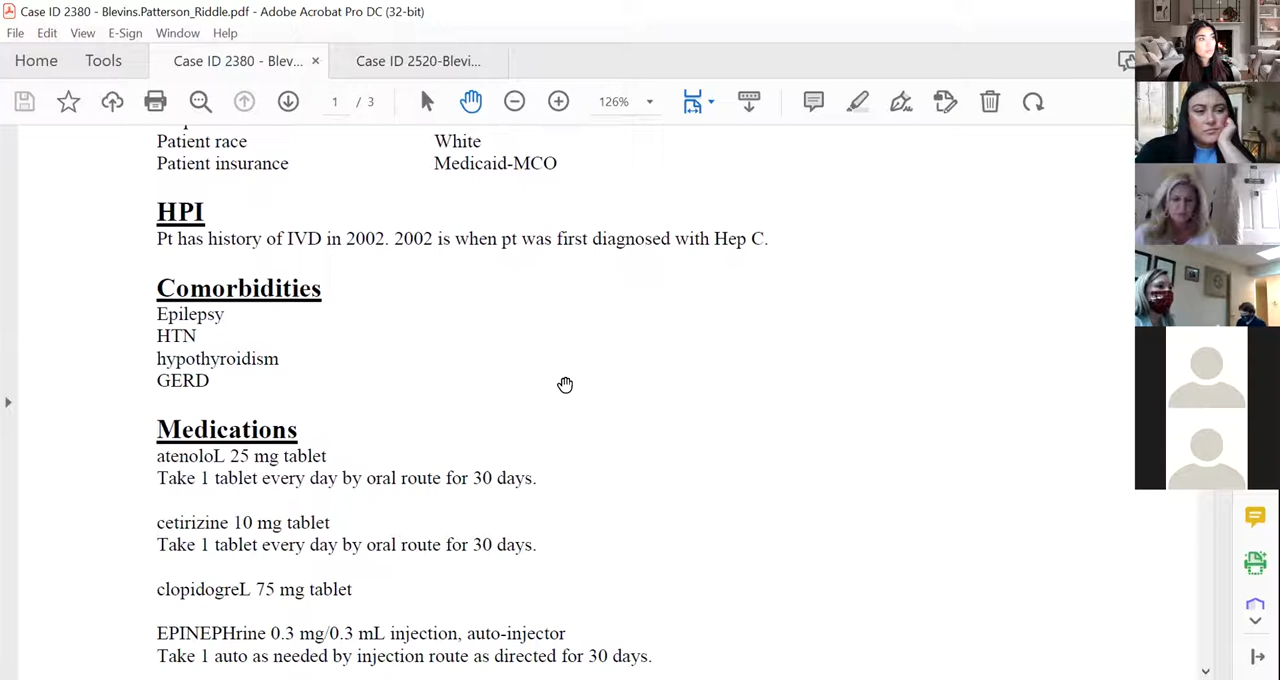 Case ID 2380 - Blevins.Patterson_Riddle.pdf - Adobe Acrobat Pro DC (32-bit)
File Edit View E-Sign Window Help
Home Tools Case ID 2380 - Blev... × Case ID 2520-Blevi...
1 / 3 126%
Patient race White
Patient insurance Medicaid-MCO
HPI
Pt has history of IVD in 2002. 2002 is when pt was first diagnosed with Hep C.
Comorbidities
Epilepsy
HTN
hypothyroidism
GERD
Medications
atenoloL 25 mg tablet
Take 1 tablet every day by oral route for 30 days.
cetirizine 10 mg tablet
Take 1 tablet every day by oral route for 30 days.
clopidogreL 75 mg tablet
EPINEPHrine 0.3 mg/0.3 mL injection, auto-injector
Take 1 auto as needed by injection route as directed for 30 days.